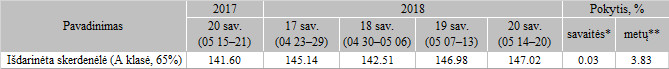 Pavadinimas 2017 2018 Pokytis, %
20 sav. (05 15–21) 17 sav. (04 23–29) 18 sav. (04 30–05 06) 19 sav. (05 07–13) 20 sav. (05 14–20) savaitės* metų**
Išdarinėta skerdenėlė (A klasė, 65%) 141.60 145.14 142.51 146.98 147.02 0.03 3.83